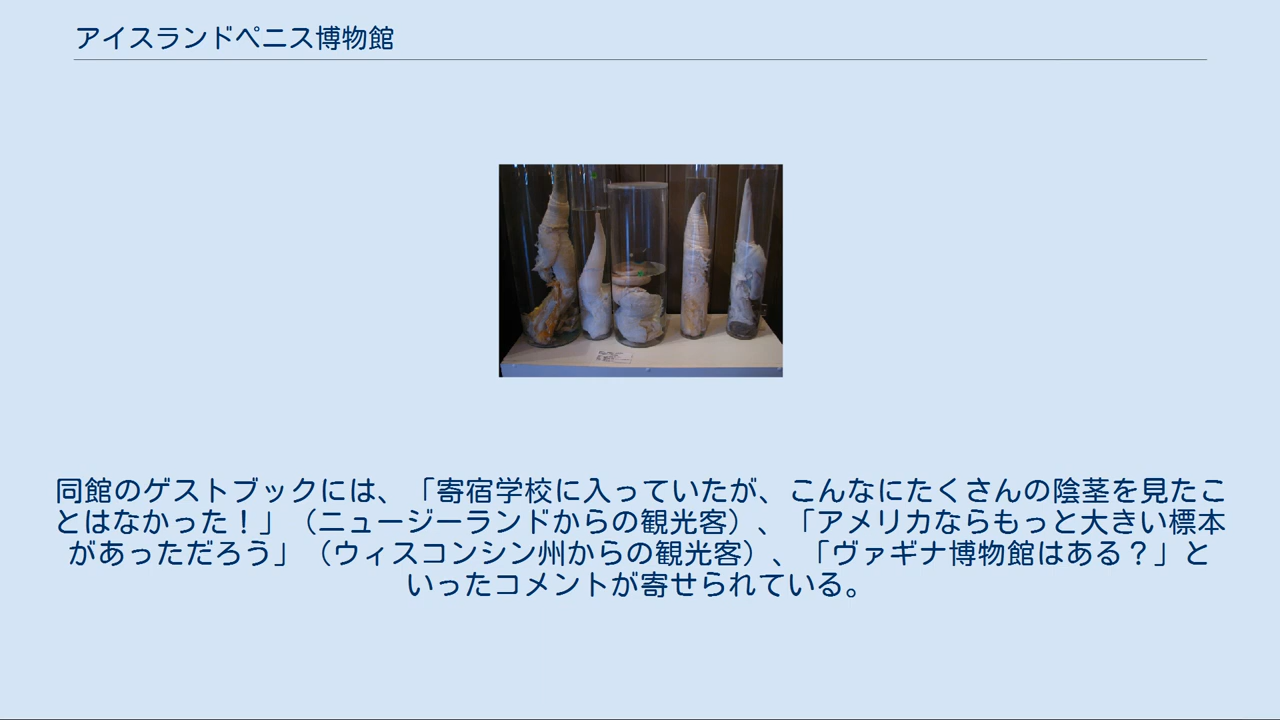 アイスランドペニス博物館
同館のゲストブックには、「寄宿学校に入っていたが、こんなにたくさんの陰茎を見たこ
とはなかった！」（ニュージーランドからの観光客）、「アメリカならもっと大きい標本
があっただろう」（ウィスコンシン州からの観光客）、「ヴァギナ博物館はある？」と
いったコメントが寄せられている。